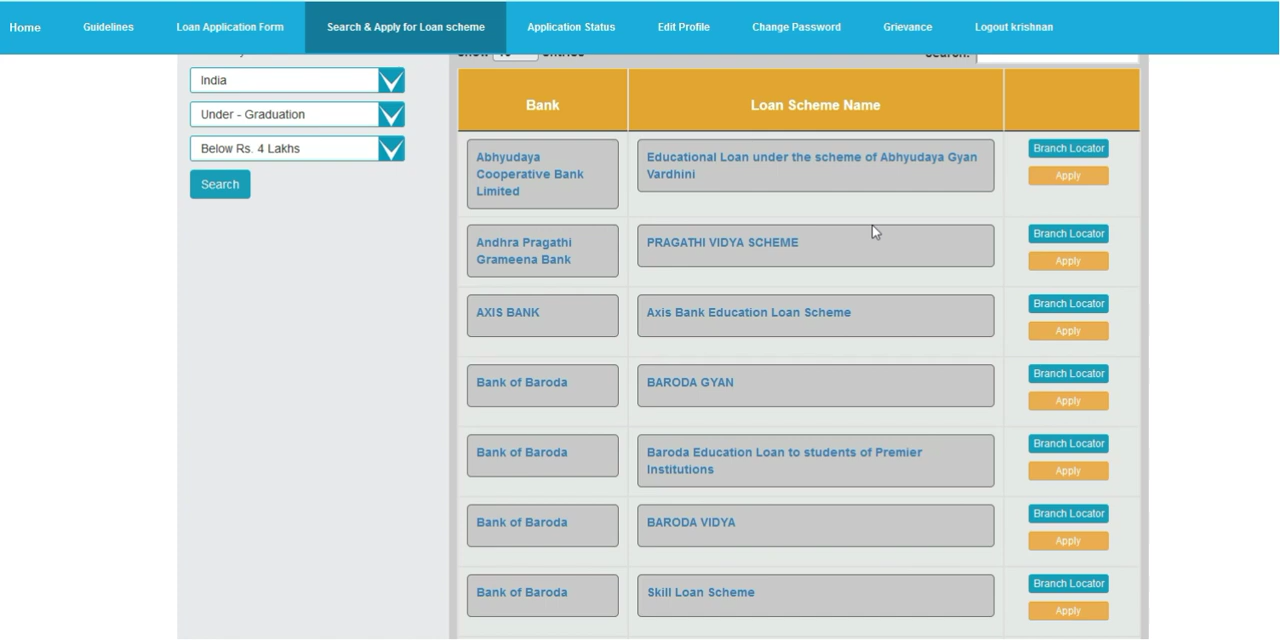 Home Guidelines Loan Application Form Search & Apply for Loan scheme Application Status Edit Profile Change Password Grievance Logout krishnan
India
Under - Graduation
Below Rs. 4 Lakhs
Search
Bank Loan Scheme Name
Abhyudaya
Cooperative Bank
Limited
Educational Loan under the scheme of Abhyudaya Gyan
Vardhini
Branch Locator
Apply
Andhra Pragathi
Grameena Bank
PRAGATHI VIDYA SCHEME
Branch Locator
Apply
AXIS BANK
Axis Bank Education Loan Scheme
Branch Locator
Apply
Bank of Baroda
BARODA GYAN
Branch Locator
Apply
Bank of Baroda
Baroda Education Loan to students of Premier
Institutions
Branch Locator
Apply
Bank of Baroda
BARODA VIDYA
Branch Locator
Apply
Bank of Baroda
Skill Loan Scheme
Branch Locator
Apply